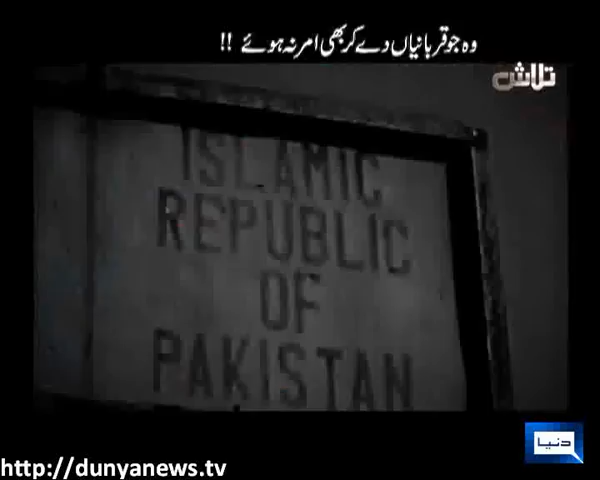 وہ جو قربانیاں دے کر بھی امر نہ ہوئے !!
تلاش
ISLAMIC
REPUBLIC
OF
PAKISTAN
دنیا
http://dunyanews.tv